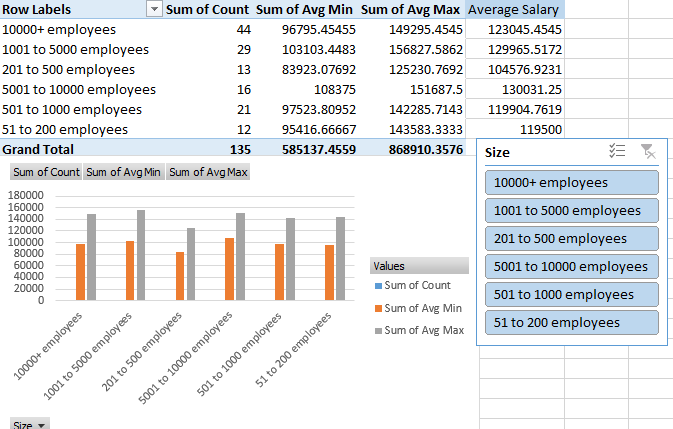 Row Labels Sum of Count Sum of Avg Min Sum of Avg Max Average Salary
10000+ employees 44 96795.45455 149295.4545 123045.4545
1001 to 5000 employees 29 103103.4483 156827.5862 129965.5172
201 to 500 employees 13 83923.07692 125230.7692 104576.9231
5001 to 10000 employees 16 108375 151687.5 130031.25
501 to 1000 employees 21 97523.80952 142285.7143 119904.7619
51 to 200 employees 12 95416.66667 143583.3333 119500
Grand Total 135 585137.4559 868910.3576
Size
10000+ employees
1001 to 5000 employees
201 to 500 employees
5001 to 10000 employees
501 to 1000 employees
51 to 200 employees
Sum of Count Sum of Avg Min Sum of Avg Max
180000
160000
140000
120000
100000
80000
60000
40000
20000
0
10000+ employees
1001 to 5000 employees
201 to 500 employees
5001 to 10000 employees
501 to 1000 employees
51 to 200 employees
Values
Sum of Count
Sum of Avg Min
Sum of Avg Max
Size